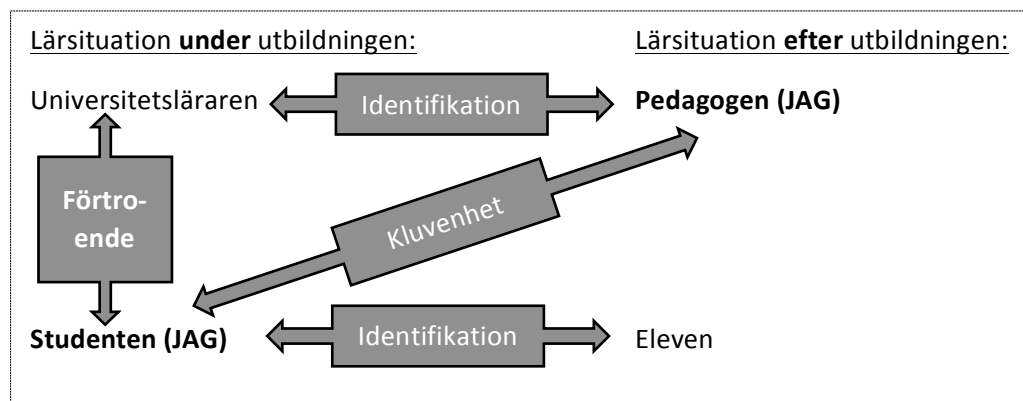 Lärsituation under utbildningen:
Lärsituation efter utbildningen:
Universitetsläraren
Identifikation
Pedagogen (JAG)
Förtro-
ende
Kluvenhet
Studenten (JAG)
Identifikation
Eleven